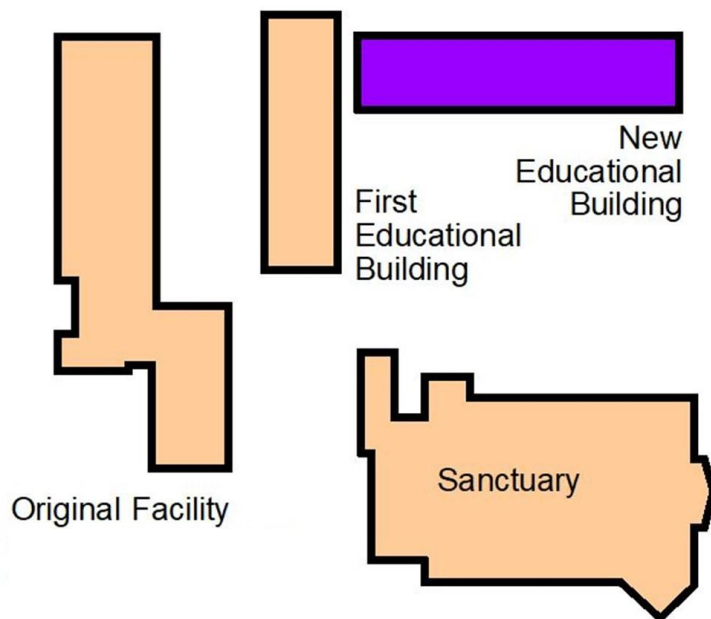 New
Educational
Building
First
Educational
Building
Sanctuary
Original Facility